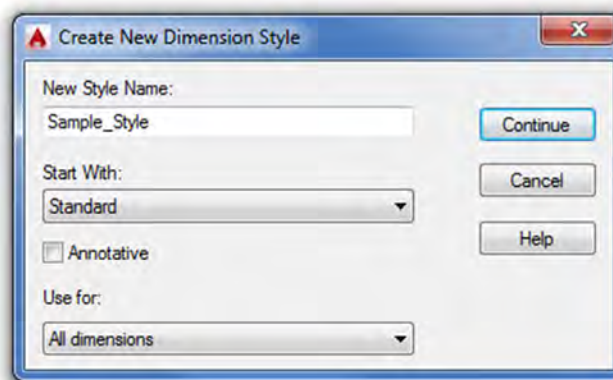 Create New Dimension Style
New Style Name:
Sample_Style
Continue
Start With:
Cancel
Standard
Help
Annotative
Use for:
All dimensions